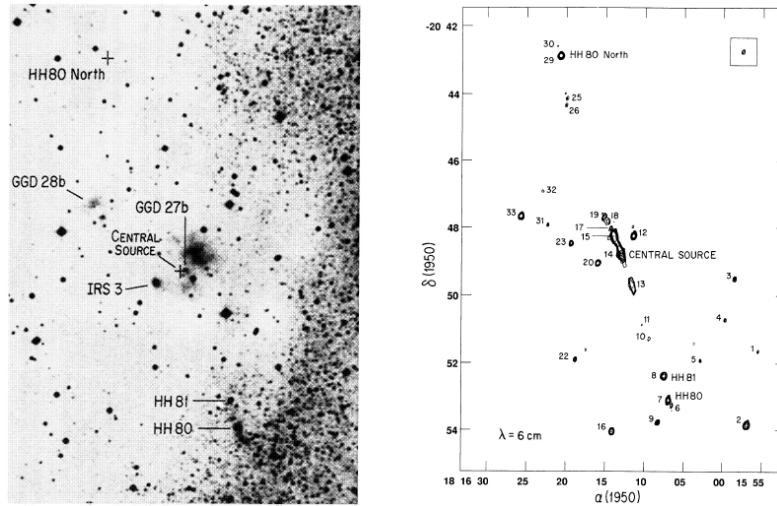 HH80 North
GGD 28b
GGD 27b
CENTRAL
SOURCE
IRS 3
HH 81
HH 80
-20 42
44
46
48
50
52
54
δ (1950)
30
29
HH 80 North
25
26
32
33
31
19
18
17
15
12
23
14
CENTRAL SOURCE
20
13
3
4
11
10
1
5
22
8
HH 81
HH80
7
6
9
2
16
λ = 6 cm
18 16 30
25
20
15
10
05
00
15 55
α (1950)